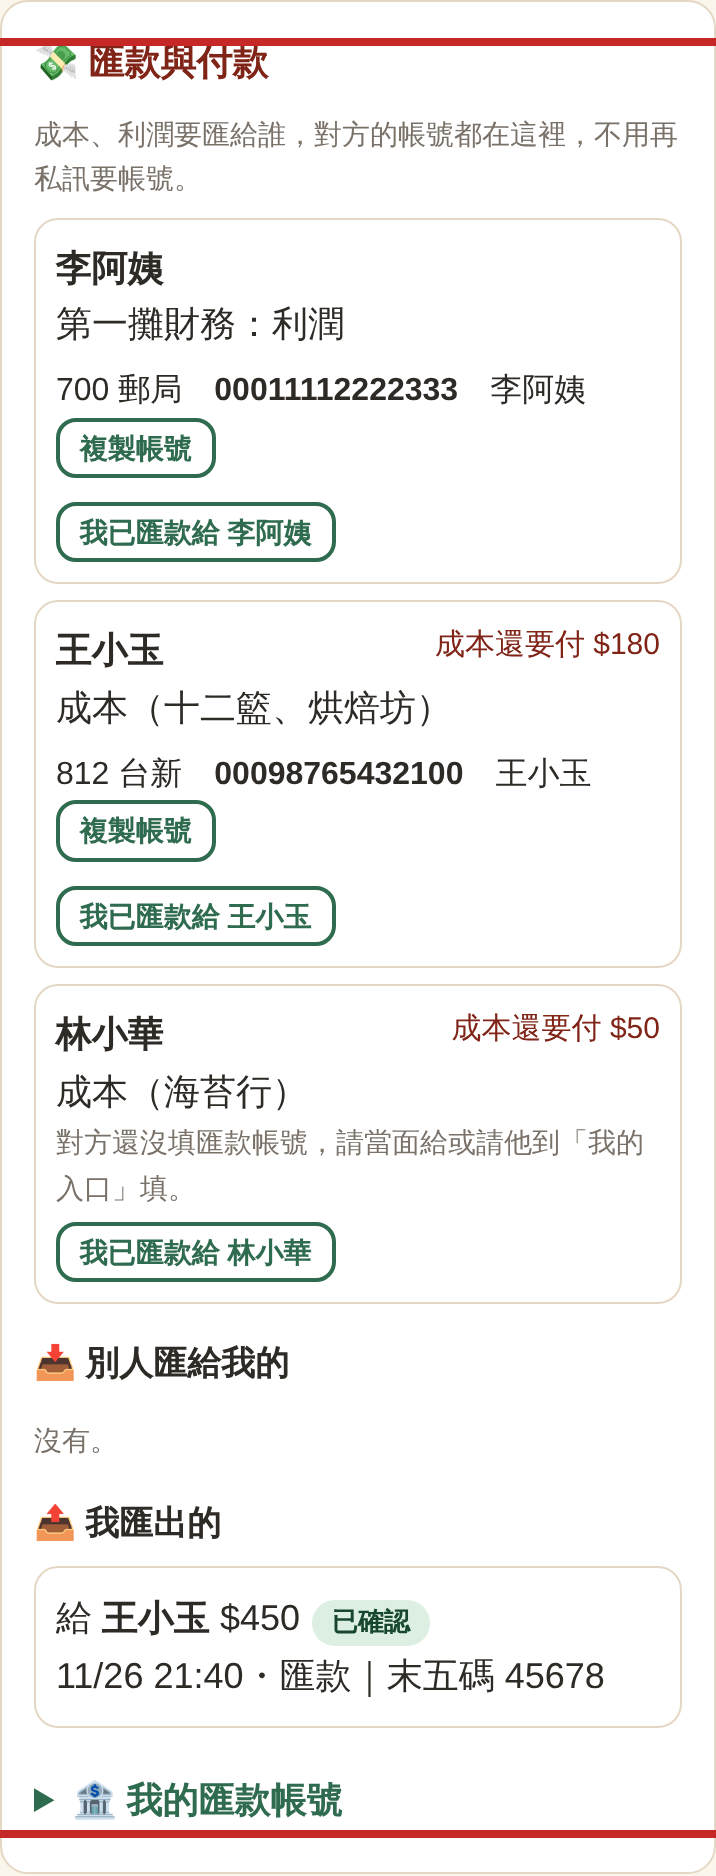 💸 匯款與付款
成本、利潤要匯給誰，對方的帳號都在這裡，不用再
私訊要帳號。
李阿姨
第一攤財務：利潤
700 郵局 00011112222333 李阿姨
複製帳號
我已匯款給 李阿姨
王小玉 成本還要付 $180
成本（十二籃、烘焙坊）
812 台新 00098765432100 王小玉
複製帳號
我已匯款給 王小玉
林小華 成本還要付 $50
成本（海苔行）
對方還沒填匯款帳號，請當面給或請他到「我的
入口」填。
我已匯款給 林小華
📥 別人匯給我的
沒有。
📤 我匯出的
給 王小玉 $450 已確認
11/26 21:40・匯款｜末五碼 45678
▶ 🏦 我的匯款帳號